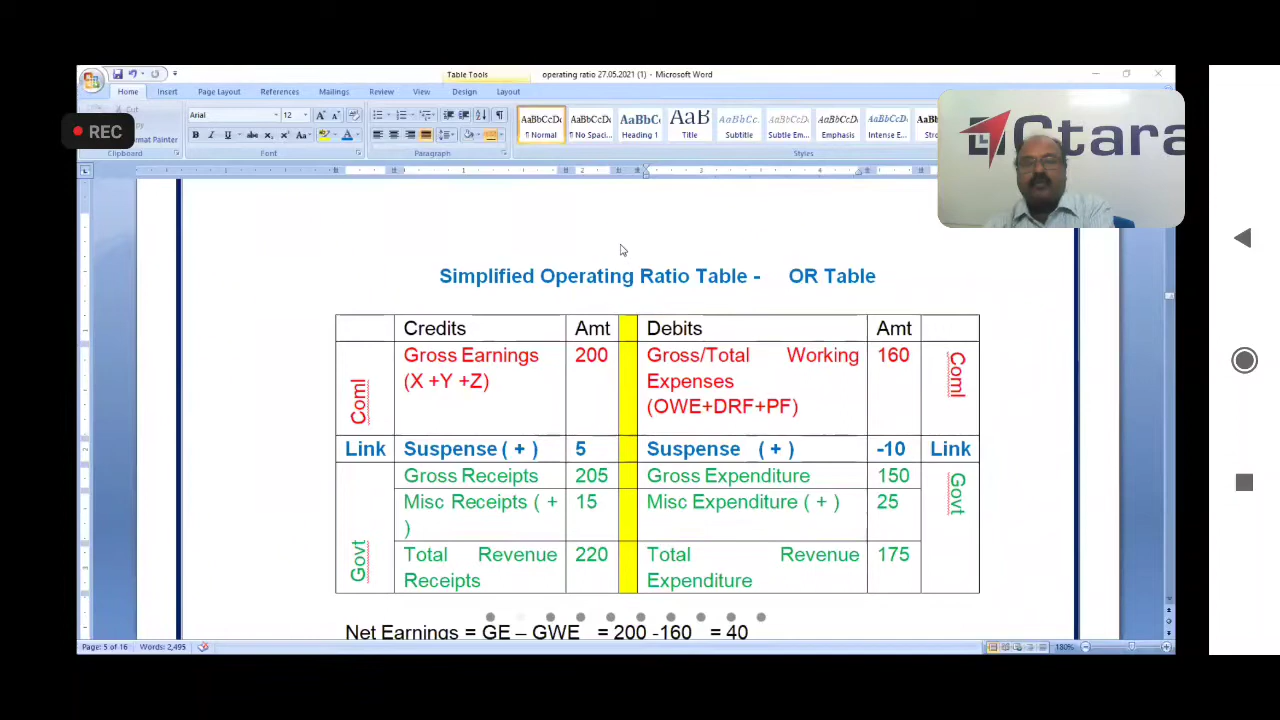 Table Tools
operating ratio 27.05.2021 (1) - Microsoft Word
Home Insert Page Layout References Mailings Review View Design Layout
REC
Format Painter
Clipboard
Arial 12
Font
Paragraph
AaBbCcDc AaBbCcDc AaBbCc AaB AaBbCcL AaBbCcDc AaBbCcDc AaBbCcDc
¶ Normal ¶ No Spaci... Heading 1 Title Subtitle Subtle Em... Emphasis Intense E...
Styles
Ctara
Simplified Operating Ratio Table - OR Table
Credits Amt Debits Amt
Coml Gross Earnings 200 Gross/Total Working 160 Coml
(X +Y +Z) Expenses
(OWE+DRF+PF)
Link Suspense ( + ) 5 Suspense ( + ) -10 Link
Govt Gross Receipts 205 Gross Expenditure 150 Govt
Misc Receipts ( + 15 Misc Expenditure ( + ) 25
)
Total Revenue 220 Total Revenue 175
Receipts Expenditure
Net Earnings = GE – GWE = 200 -160 = 40
Page: 5 of 16 Words: 2,495 180%